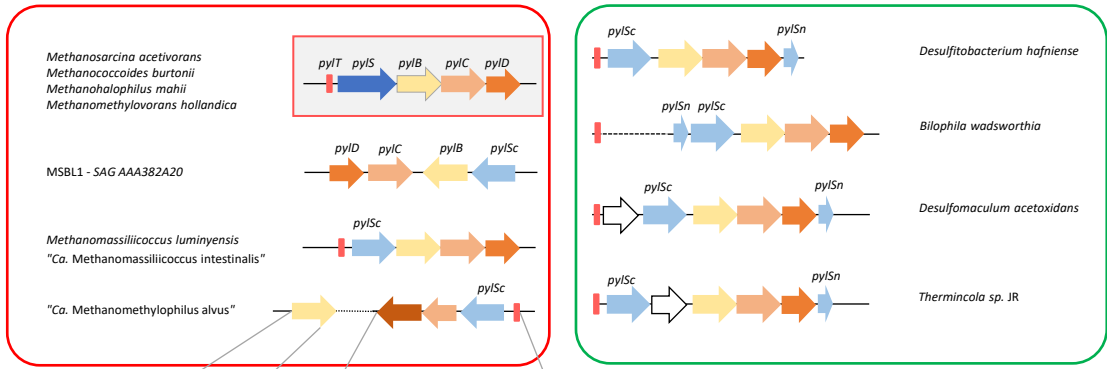 Methanosarcina acetivorans
Methanococcoides burtonii
Methanohalophilus mahii
Methanomethylovorans hollandica
pylT pylS pylB pylC pylD
MSBL1 - SAG AAA382A20
pylD pylC pylB pylSc
Methanomassiliicoccus luminyensis
"Ca. Methanomassiliicoccus intestinalis"
pylSc
"Ca. Methanomethylophilus alvus"
pylSc
pylSc pylSn
Desulfitobacterium hafniense
pylSn pylSc
Bilophila wadsworthia
pylSc pylSn
Desulfomaculum acetoxidans
pylSc pylSn
Thermincola sp. JR